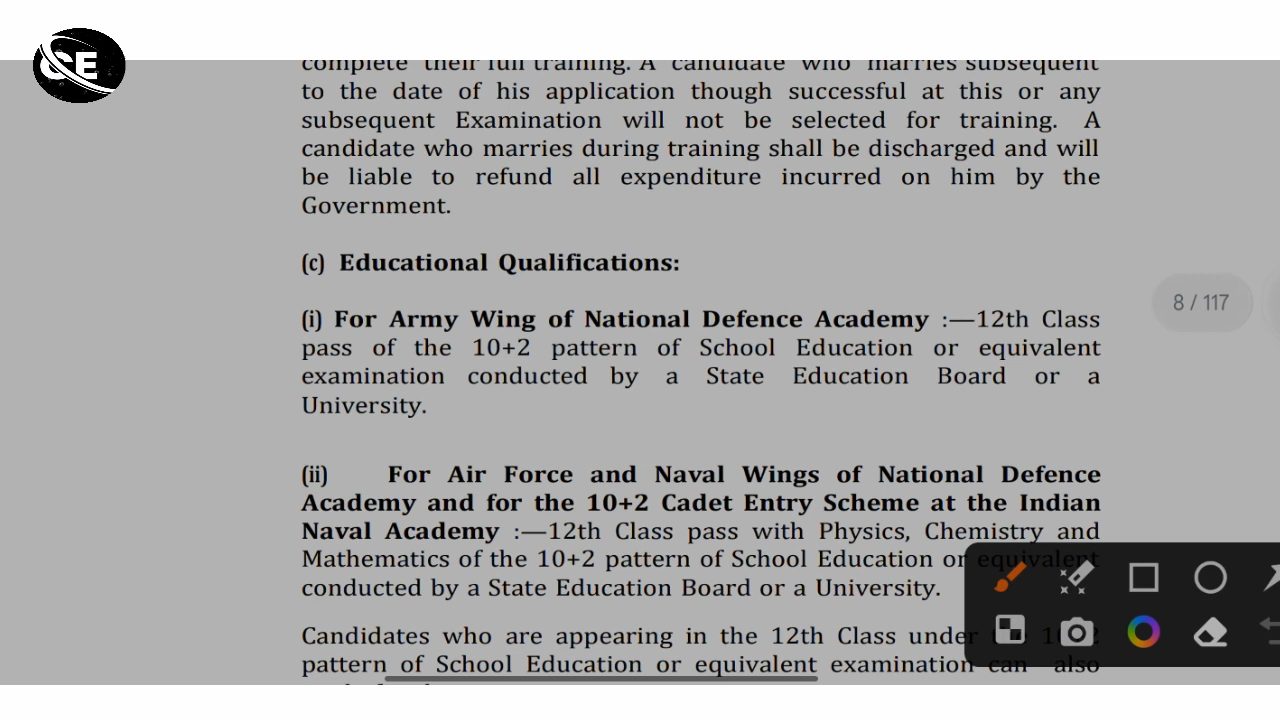 CE
complete their full training. A candidate who marries subsequent
to the date of his application though successful at this or any
subsequent Examination will not be selected for training. A
candidate who marries during training shall be discharged and will
be liable to refund all expenditure incurred on him by the
Government.
(c) Educational Qualifications:
8 / 117
(i) For Army Wing of National Defence Academy :—12th Class
pass of the 10+2 pattern of School Education or equivalent
examination conducted by a State Education Board or a
University.
(ii) For Air Force and Naval Wings of National Defence
Academy and for the 10+2 Cadet Entry Scheme at the Indian
Naval Academy :—12th Class pass with Physics, Chemistry and
Mathematics of the 10+2 pattern of School Education or equivalent
conducted by a State Education Board or a University.
Candidates who are appearing in the 12th Class under the 10+2
pattern of School Education or equivalent examination can also